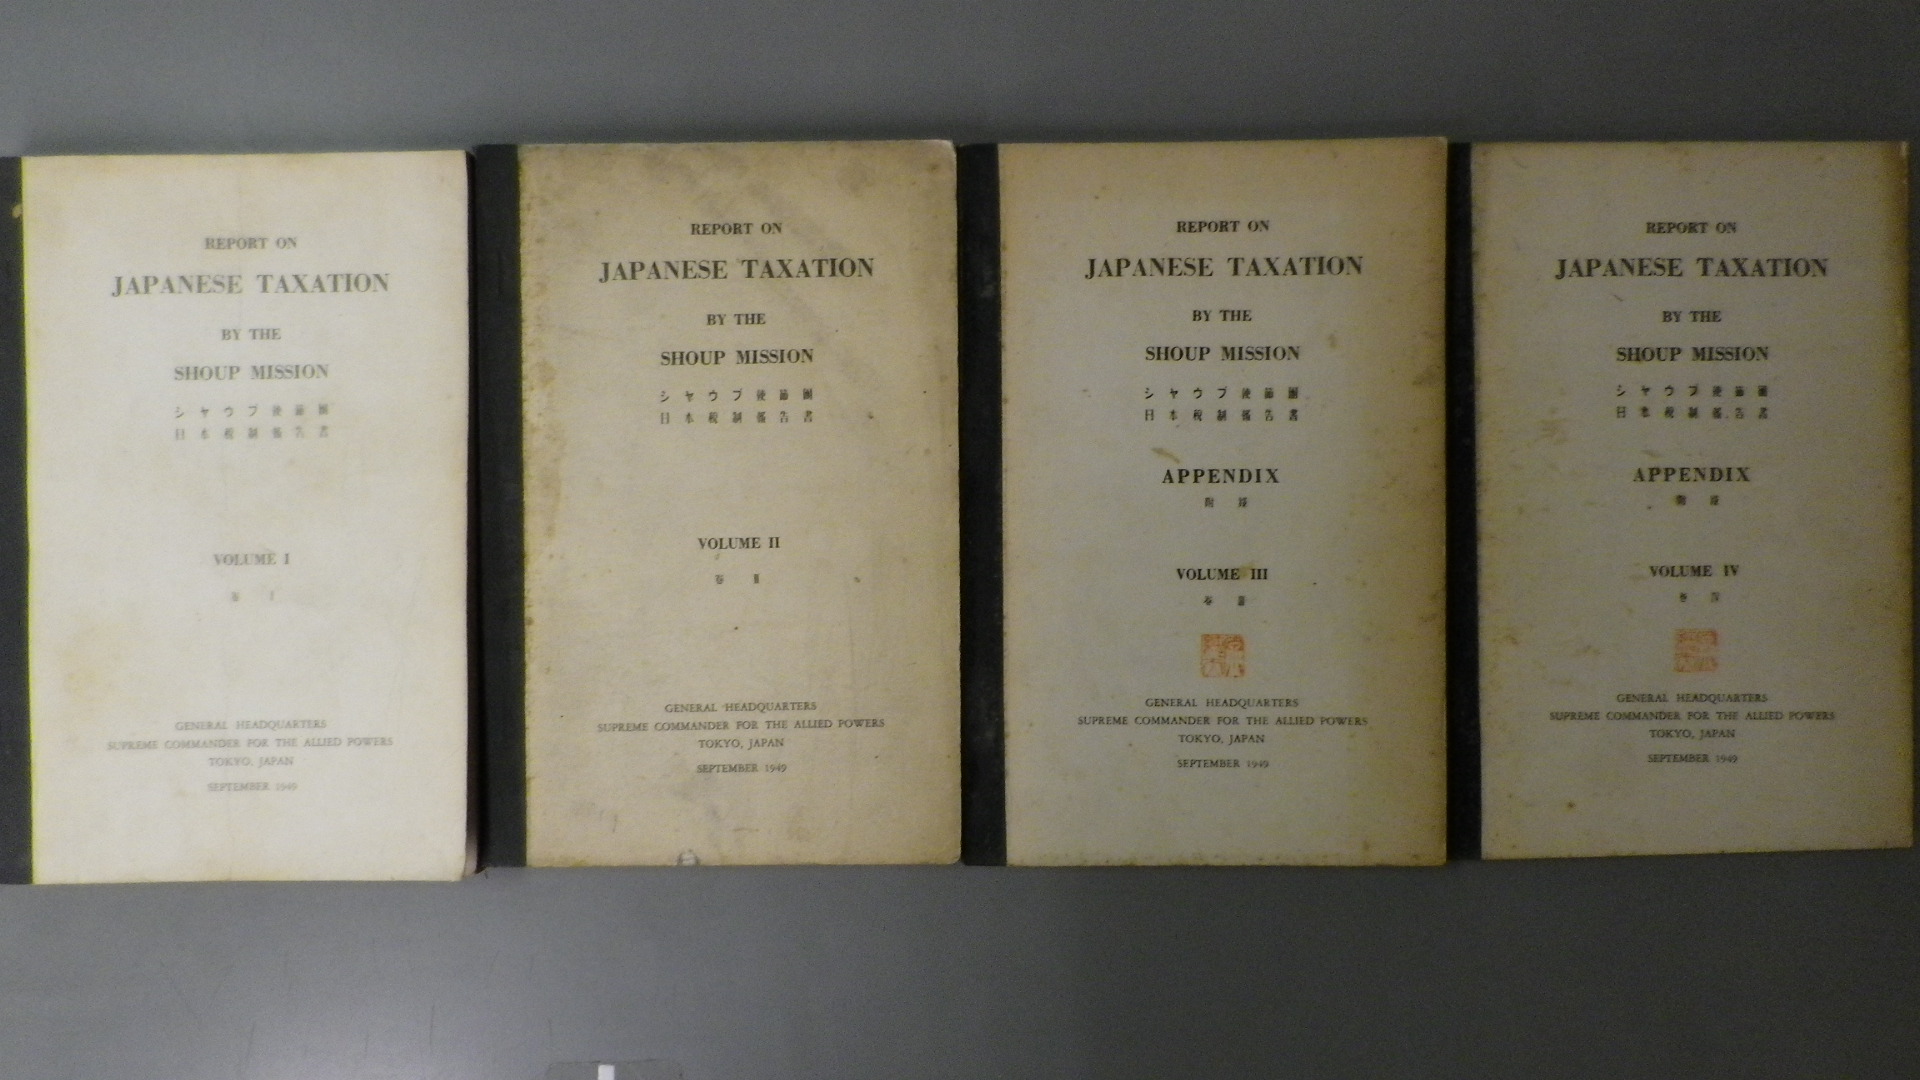 REPORT ON
JAPANESE TAXATION
BY THE
SHOUP MISSION
シャウプ使節團
日本税制報告書
VOLUME I
巻 I
GENERAL HEADQUARTERS
SUPREME COMMANDER FOR THE ALLIED POWERS
TOKYO, JAPAN
SEPTEMBER 1949
REPORT ON
JAPANESE TAXATION
BY THE
SHOUP MISSION
シャウプ使節團
日本税制報告書
VOLUME II
巻 II
GENERAL HEADQUARTERS
SUPREME COMMANDER FOR THE ALLIED POWERS
TOKYO, JAPAN
SEPTEMBER 1949
REPORT ON
JAPANESE TAXATION
BY THE
SHOUP MISSION
シャウプ使節團
日本税制報告書
APPENDIX
附録
VOLUME III
巻
GENERAL HEADQUARTERS
SUPREME COMMANDER FOR THE ALLIED POWERS
TOKYO, JAPAN
SEPTEMBER 1949
REPORT ON
JAPANESE TAXATION
BY THE
SHOUP MISSION
シャウプ使節團
日本税制報告書
APPENDIX
附録
VOLUME IV
巻
GENERAL HEADQUARTERS
SUPREME COMMANDER FOR THE ALLIED POWERS
TOKYO, JAPAN
SEPTEMBER 1949